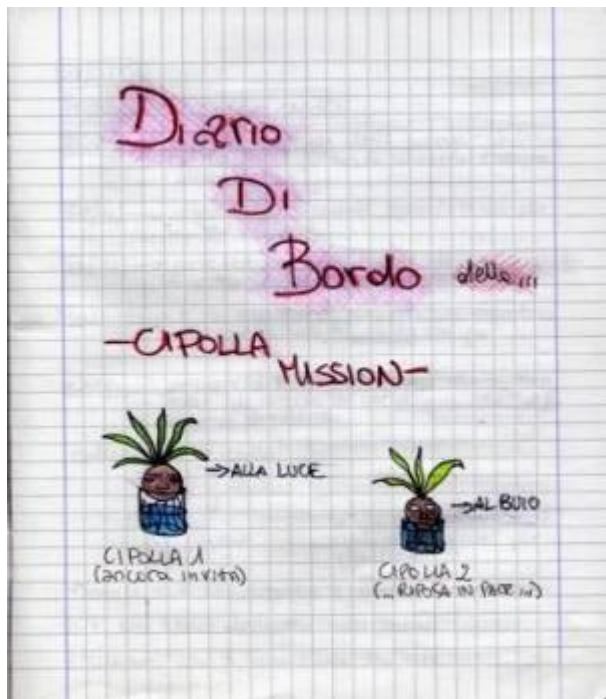 Diario
Di
Bordo della...
-CIPOLLA
MISSION-
→ALLA LUCE
→AL BUIO
CIPOLLA 1
(ancora in vita)
CIPOLLA 2
(... RIPOSA IN PACE ...)